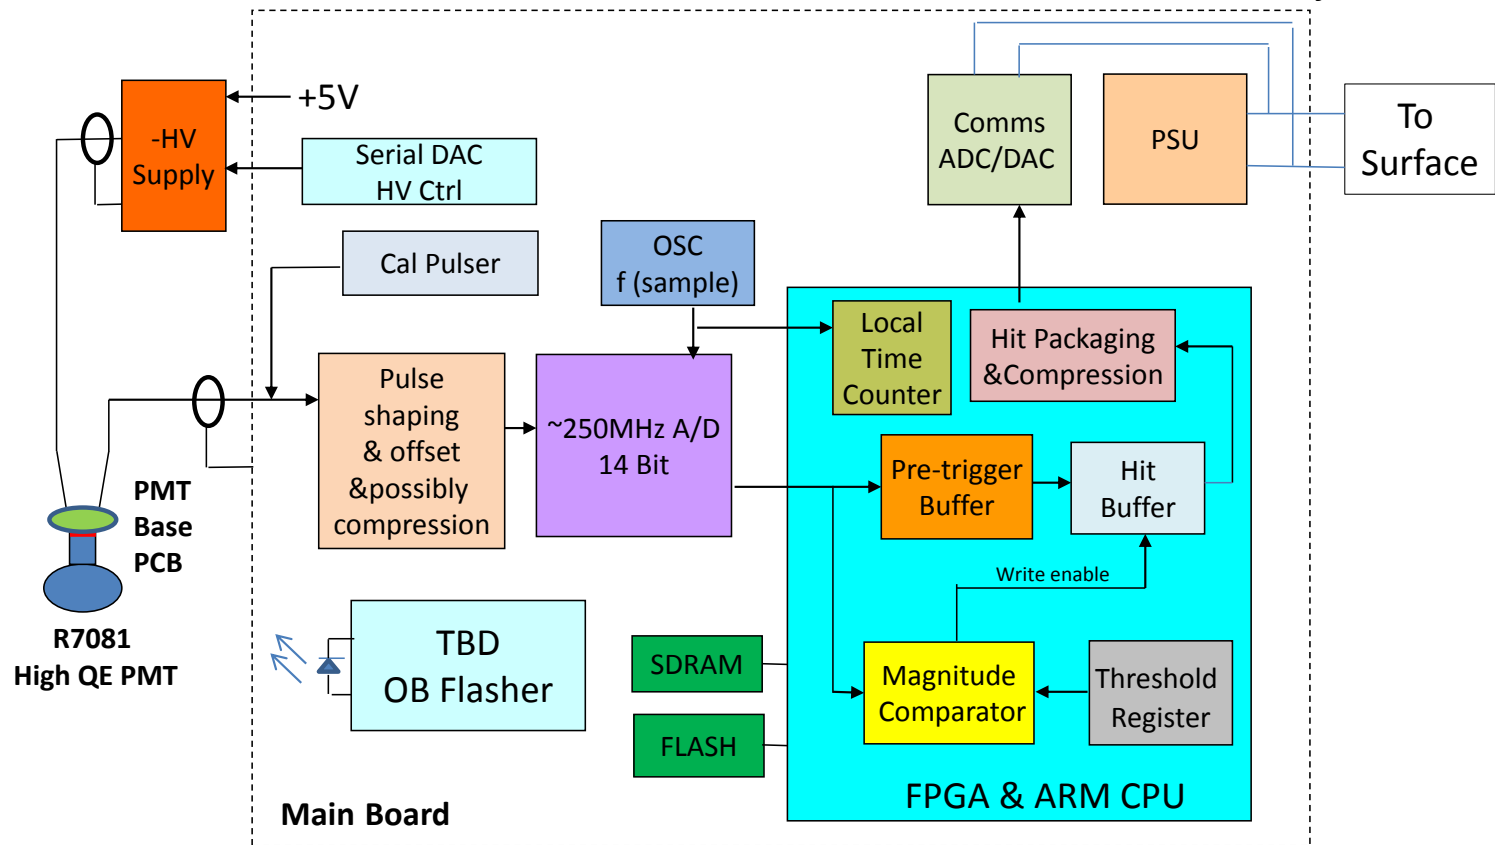 +5V
-HV
Supply
Serial DAC
HV Ctrl
Comms
ADC/DAC
PSU
To
Surface
Cal Pulser
OSC
f (sample)
Local
Time
Counter
Hit Packaging
&Compression
Pulse
shaping
& offset
&possibly
compression
~250MHz A/D
14 Bit
Pre-trigger
Buffer
Hit
Buffer
PMT
Base
PCB
Write enable
R7081
High QE PMT
TBD
OB Flasher
SDRAM
FLASH
Magnitude
Comparator
Threshold
Register
FPGA & ARM CPU
Main Board